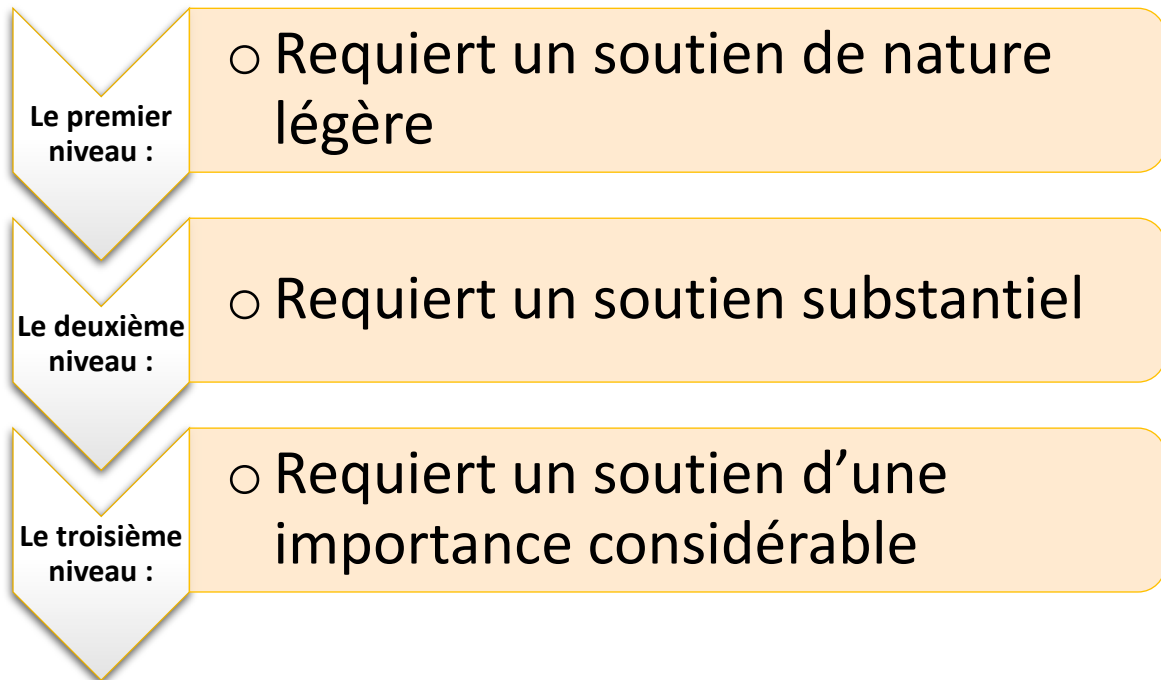 Le premier
niveau :
o Requiert un soutien de nature
légère
Le deuxième
niveau :
o Requiert un soutien substantiel
Le troisième
niveau :
o Requiert un soutien d’une
importance considérable